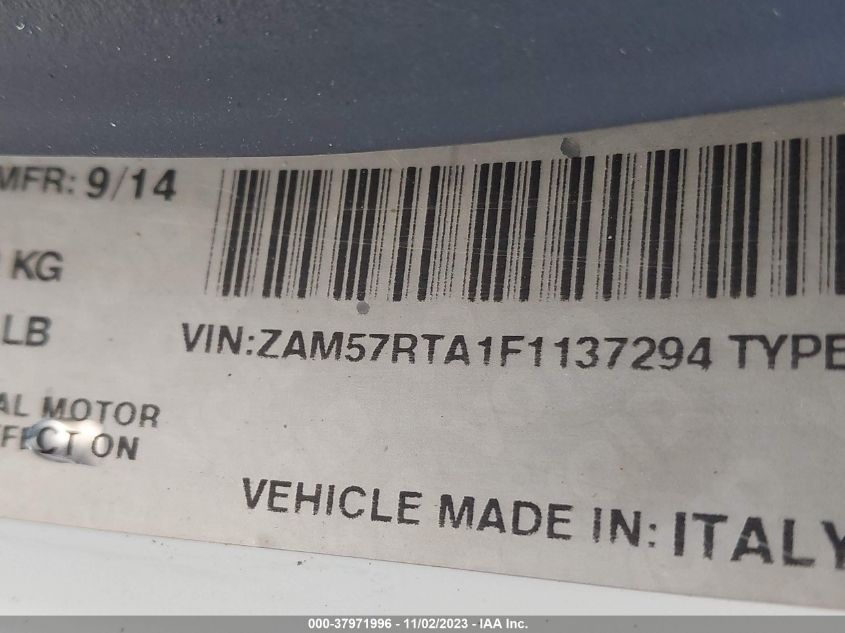 MFR: 9/14
KG
LB
VIN:ZAM57RTA1F1137294 TYPE
AL MOTOR
FFECT ON
VEHICLE MADE IN: ITALY
000-37971996 - 11/02/2023 - IAA Inc.